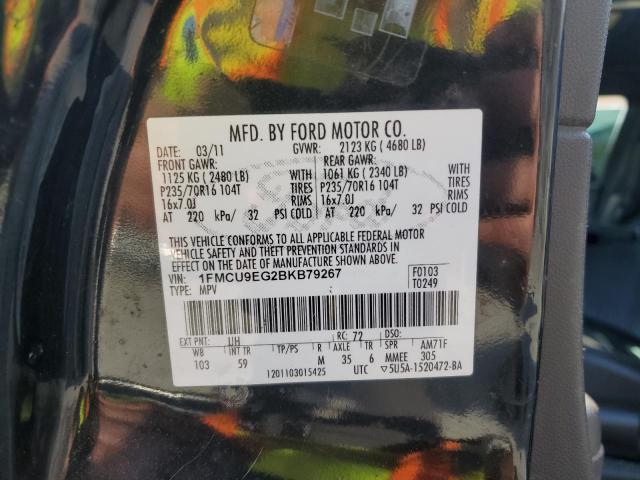 MFD. BY FORD MOTOR CO.
DATE: 03/11 GVWR: 2123 KG ( 4680 LB)
FRONT GAWR: REAR GAWR:
1125 KG ( 2480 LB) 1061 KG ( 2340 LB)
P235/70R16 104T TIRES P235/70R16 104T
16x7.0J RIMS 16x7.0J
AT 220 kPa/ 32 PSI COLD AT 220 kPa/ 32 PSI COLD
THIS VEHICLE CONFORMS TO ALL APPLICABLE FEDERAL MOTOR
VEHICLE SAFETY AND THEFT PREVENTION STANDARDS IN
EFFECT ON THE DATE OF MANUFACTURE SHOWN ABOVE.
VIN: 1FMCU9EG2BKB79267 F0103
TYPE: MPV T0249
EXT PNT: UH RC: 72 DSO:
WB INT TR TP/PS R AXLE TR SPR AM71F
103 59 M 35 6 MMEE 305
1201103015425 UTC ▽5U5A-1520472-BA
Ford